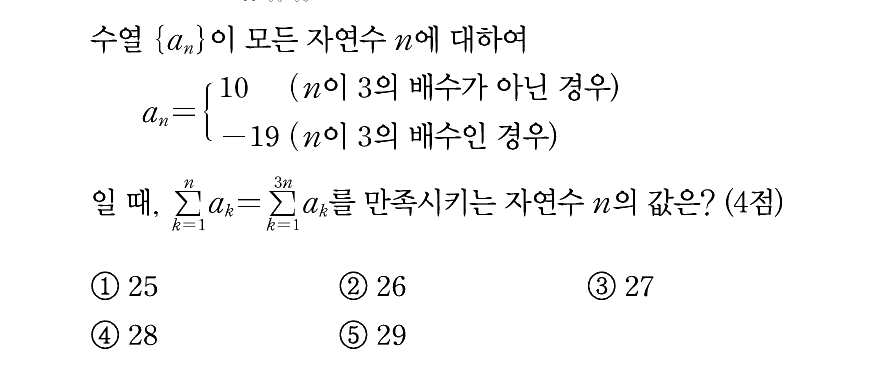 수열 {aₙ}이 모든 자연수 n에 대하여
aₙ = { 10 (n이 3의 배수가 아닌 경우)
-19 (n이 3의 배수인 경우)
일 때, ∑_{k=1}^{n} aₖ = ∑_{k=1}^{3n} aₖ를 만족시키는 자연수 n의 값은? (4점)
① 25 ② 26 ③ 27
④ 28 ⑤ 29